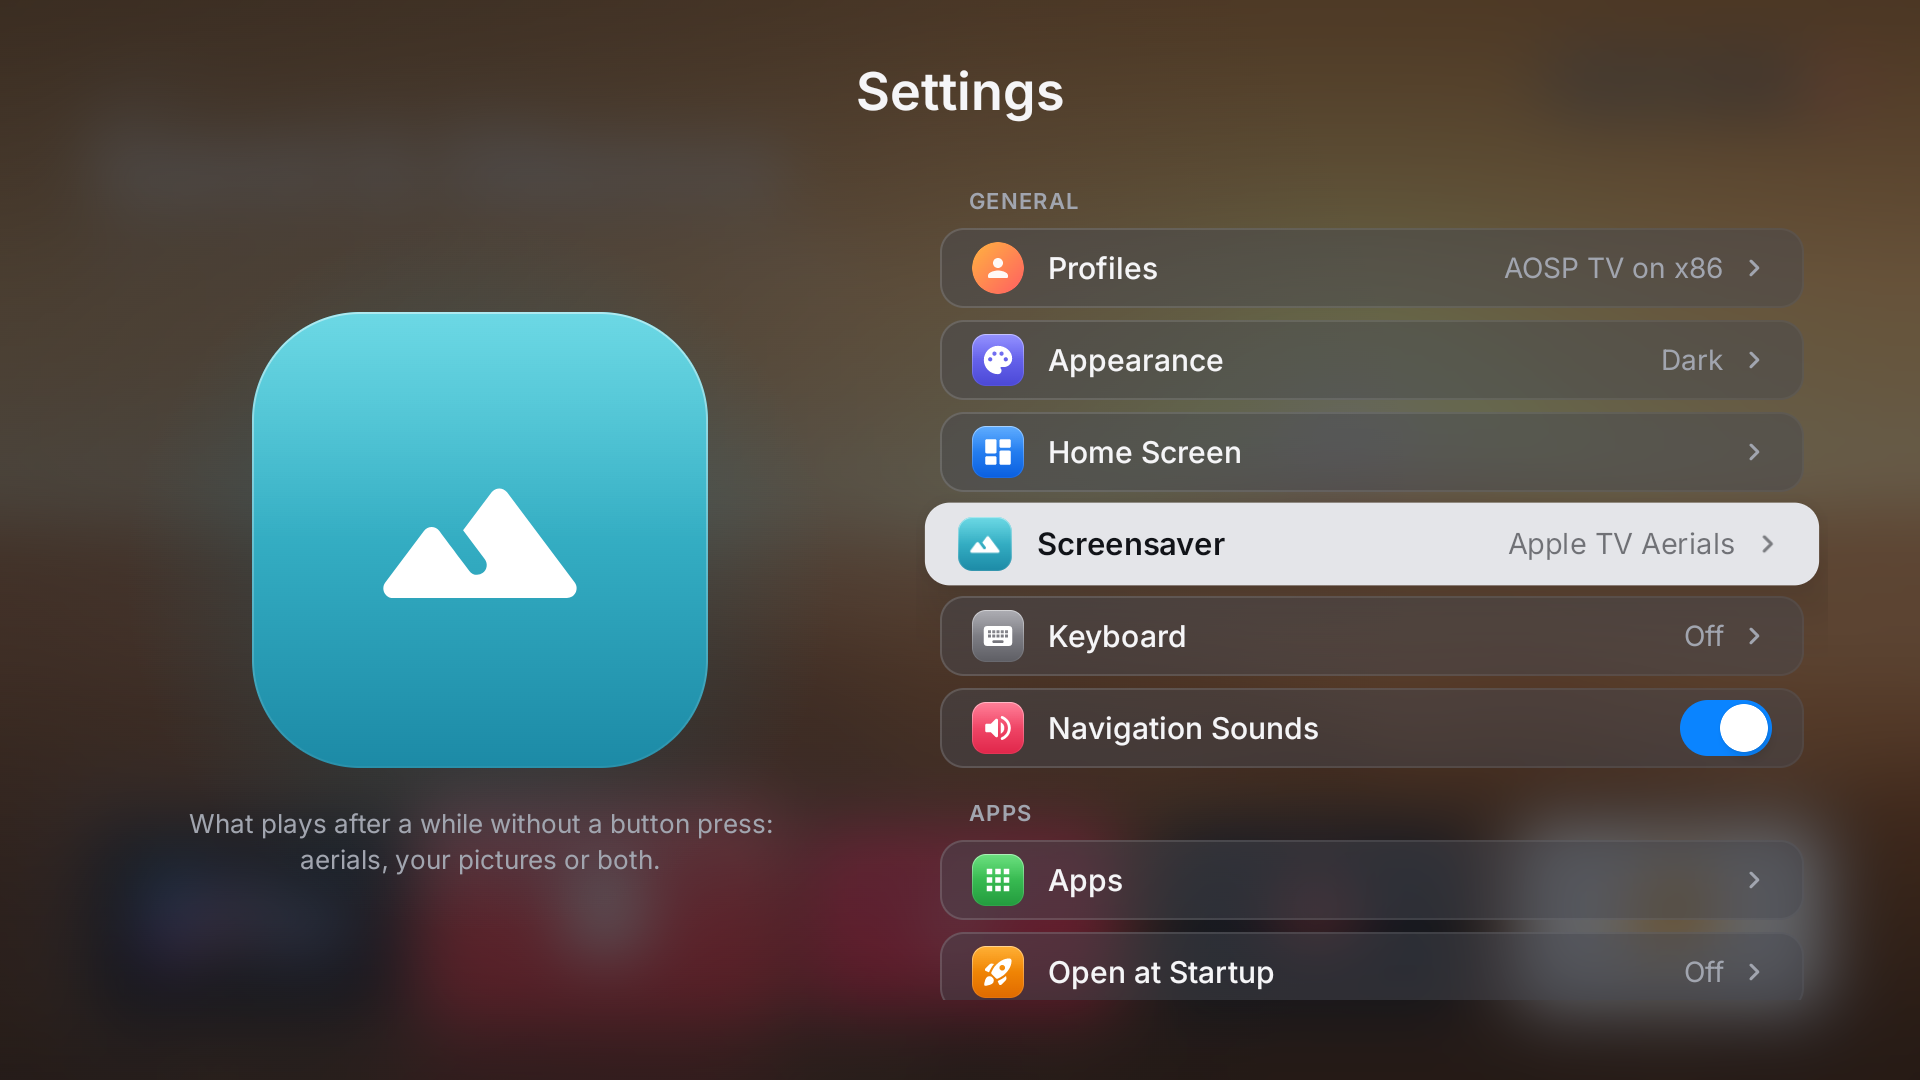 Settings
GENERAL
Profiles AOSP TV on x86
Appearance Dark
Home Screen
Screensaver Apple TV Aerials
Keyboard Off
Navigation Sounds
What plays after a while without a button press:
aerials, your pictures or both.
APPS
Apps
Open at Startup Off